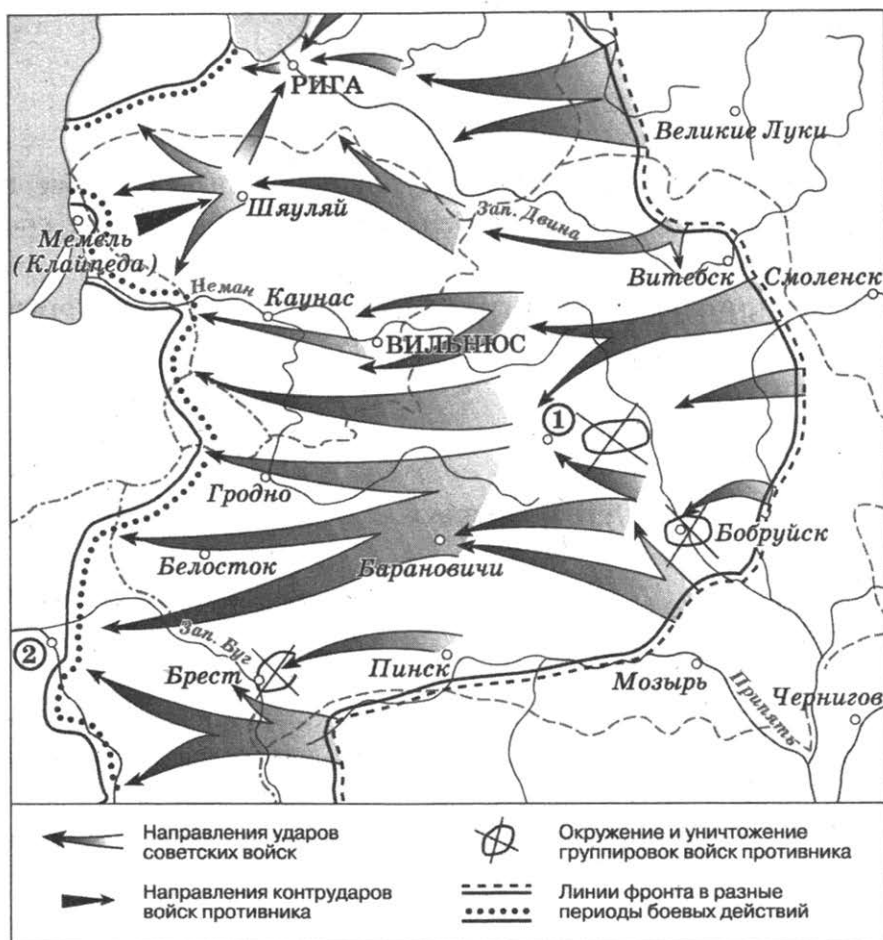 РИГА
Великие Луки
Шяуляй
Зап. Двина
Мемель
(Клайпеда)
Витебск
Смоленск
Неман
Каунас
ВИЛЬНЮС
1
Гродно
Бобруйск
Белосток
Барановичи
2
Зап. Буг
Брест
Пинск
Мозырь
Припять
Чернигов
Направления ударов
советских войск
Окружение и уничтожение
группировок войск противника
Направления контрударов
войск противника
Линии фронта в разные
периоды боевых действий